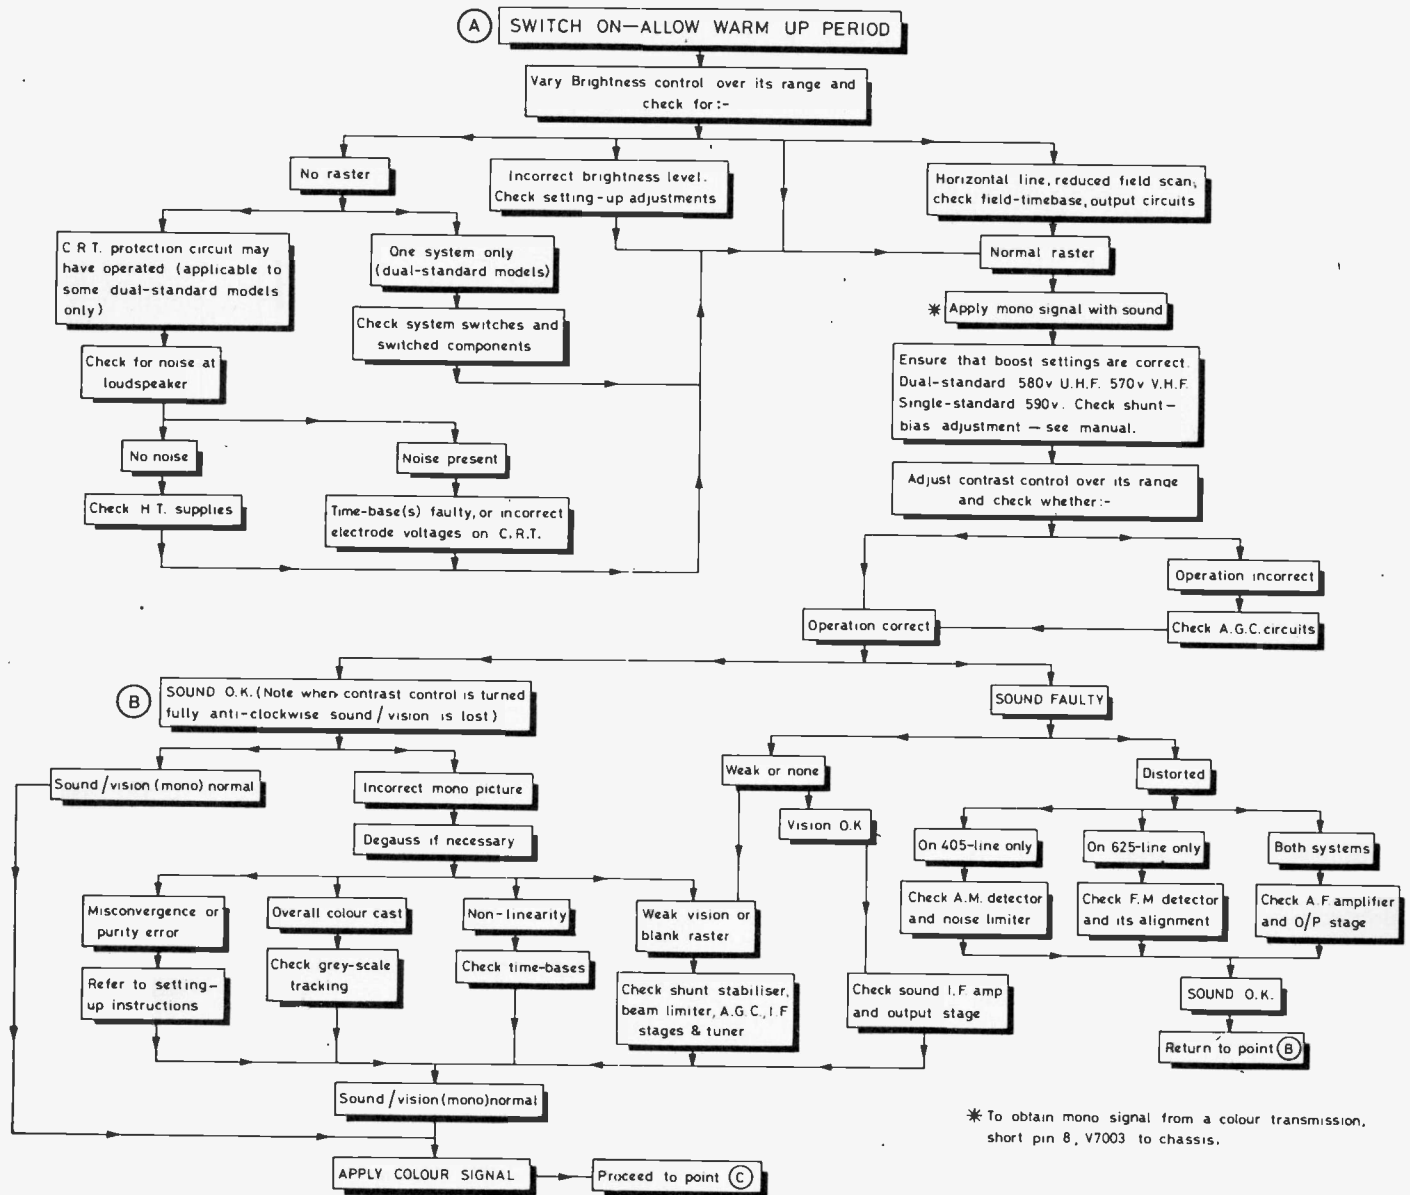 A
SWITCH ON—ALLOW WARM UP PERIOD
Vary Brightness control over its range and
check for:-
No raster
Incorrect brightness level.
Check setting-up adjustments
Horizontal line, reduced field scan,
check field-timebase, output circuits
C R T. protection circuit may
have operated (applicable to
some dual-standard models
only)
One system only
(dual-standard models)
Normal raster
Check system switches and
switched components
* Apply mono signal with sound
Check for noise at
loudspeaker
Ensure that boost settings are correct.
Dual-standard 580v U.H.F. 570v V.H.F.
Single-standard 590v. Check shunt—
bias adjustment — see manual.
No noise
Noise present
Check H T. supplies
Time-base(s) faulty, or incorrect
electrode voltages on C.R.T.
Adjust contrast control over its range
and check whether:-
Operation incorrect
Operation correct
Check A.G.C. circuits
B
SOUND O.K. (Note when contrast control is turned
fully anti-clockwise sound/vision is lost)
SOUND FAULTY
Sound/vision (mono) normal
Incorrect mono picture
Weak or none
Distorted
Degauss if necessary
Vision O.K
On 405-line only
On 625-line only
Both systems
Misconvergence or
purity error
Overall colour cast
Non-linearity
Weak vision or
blank raster
Check A.M. detector
and noise limiter
Check F.M detector
and its alignment
Check A.F. amplifier
and O/P stage
Refer to setting-
up instructions
Check grey-scale
tracking
Check time-bases
Check shunt stabiliser,
beam limiter, A.G.C., I.F
stages & tuner
Check sound I.F. amp
and output stage
SOUND O.K.
Return to point B
Sound/vision (mono) normal
* To obtain mono signal from a colour transmission,
short pin 8, V7003 to chassis.
APPLY COLOUR SIGNAL
Proceed to point C